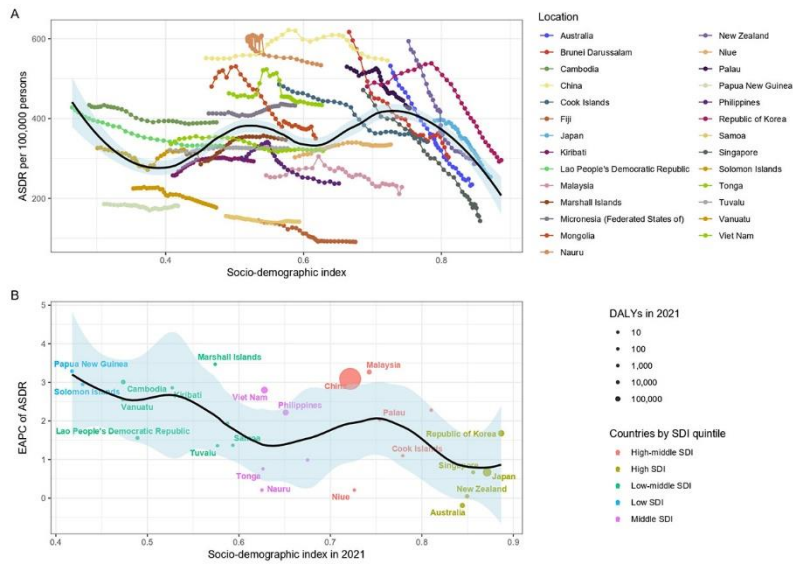 A
ASDR per 100,000 persons
600
400
200
0.4
0.6
0.8
Socio-demographic index
Location
Australia
Brunei Darussalam
Cambodia
China
Cook Islands
Fiji
Japan
Kiribati
Lao People's Democratic Republic
Malaysia
Marshall Islands
Micronesia (Federated States of)
Mongolia
Nauru
New Zealand
Niue
Palau
Papua New Guinea
Philippines
Republic of Korea
Samoa
Singapore
Solomon Islands
Tonga
Tuvalu
Vanuatu
Viet Nam
B
EAPC of ASDR
5
4
3
2
1
0
Marshall Islands
Papua New Guinea
Malaysia
China
Solomon Islands
Cambodia
Kiribati
Viet Nam
Vanuatu
Philippines
Palau
Lao People's Democratic Republic
Samoa
Republic of Korea
Tuvalu
Cook Islands
Singapore
Tonga
Japan
Nauru
Niue
New Zealand
Australia
0.4
0.5
0.6
0.7
0.8
0.9
Socio-demographic index in 2021
DALYs in 2021
10
100
1,000
10,000
100,000
Countries by SDI quintile
High-middle SDI
High SDI
Low-middle SDI
Low SDI
Middle SDI